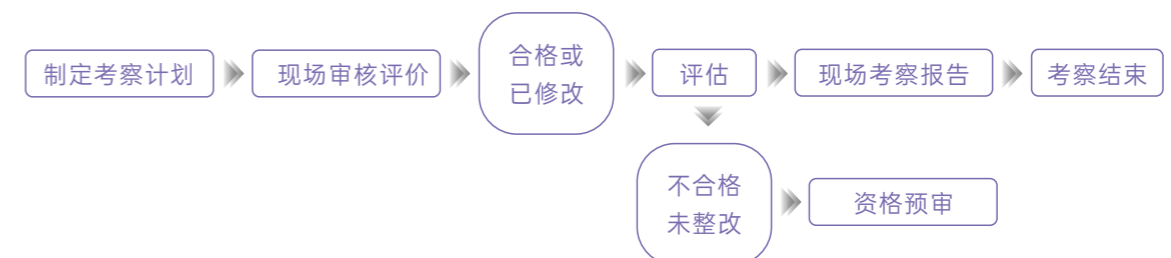 制定考察计划
现场审核评价
合格或
已修改
评估
现场考察报告
考察结束
不合格
未整改
资格预审